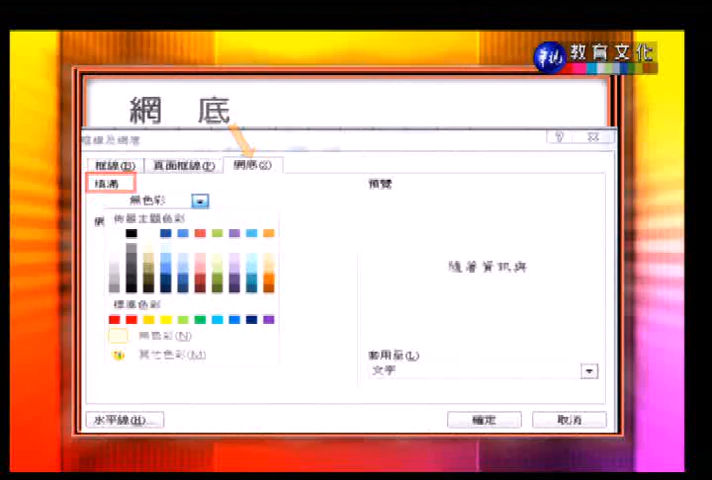 華視 教育文化
網 底
框線及網底
框線(B) 頁面框線(P) 網底(S)
填滿
預覽
無色彩
網
佈景主題色彩
隨著資訊與
標準色彩
無色彩(N)
其他色彩(M)
套用至(L)
文字
水平線(H)...
確定 取消